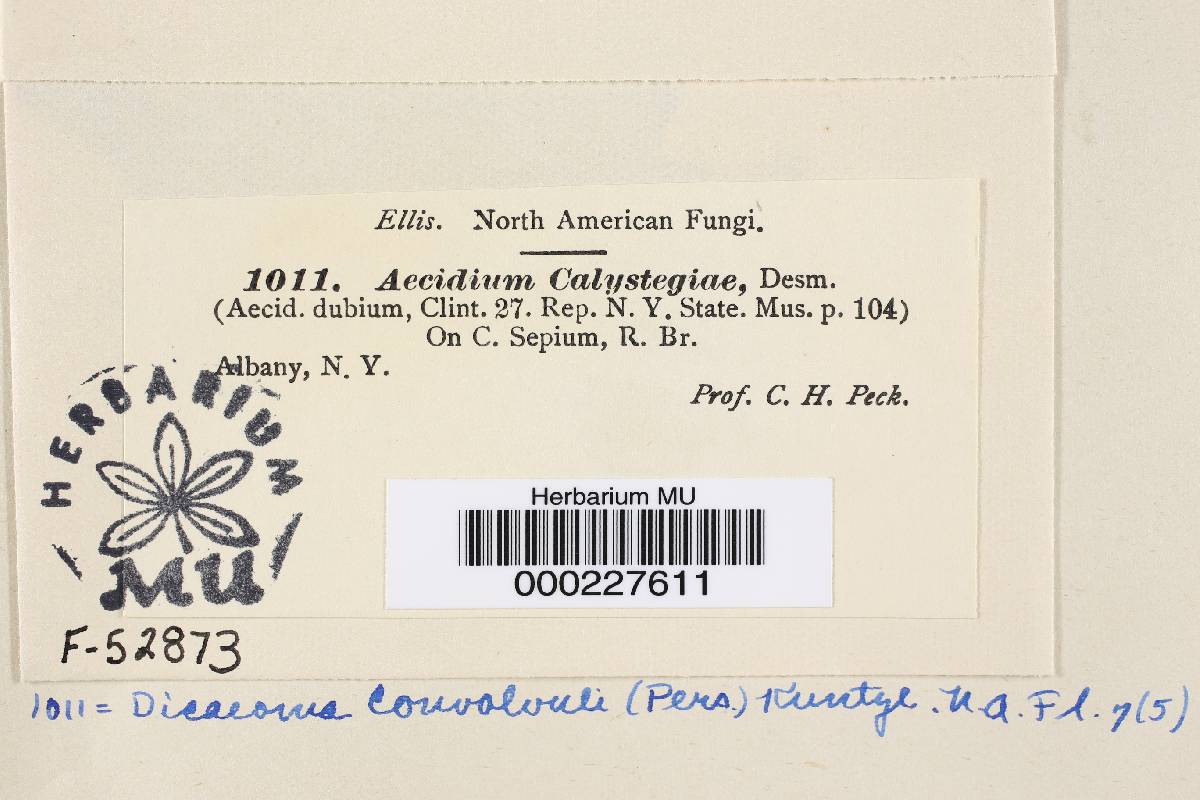 Ellis. North American Fungi.
1011. Aecidium Calystegiae, Desm.
(Aecid. dubium, Clint. 27. Rep. N. Y. State. Mus. p. 104)
On C. Sepium, R. Br.
Albany, N. Y.
Prof. C. H. Peck.
HERBARIUM
MU
Herbarium MU
000227611
F-52873
1011 = Dicaeoma Convolvuli (Pers.) Kuntze. N.A. Fl. 7(5)